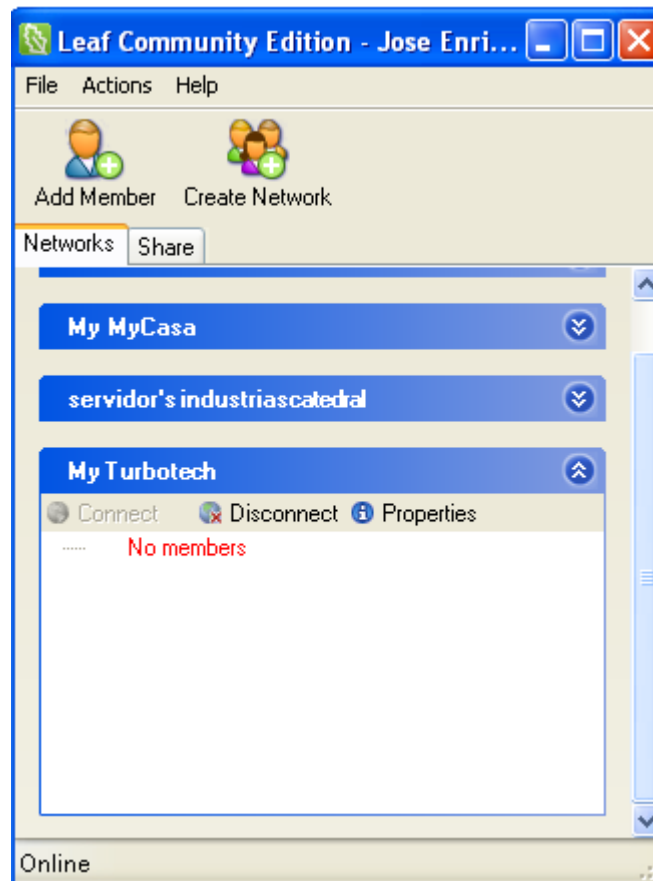 Leaf Community Edition - Jose Enri...
File Actions Help
Add Member Create Network
Networks Share
My MyCasa
servidor's industriascatedral
My Turbotech
Connect Disconnect Properties
No members
Online